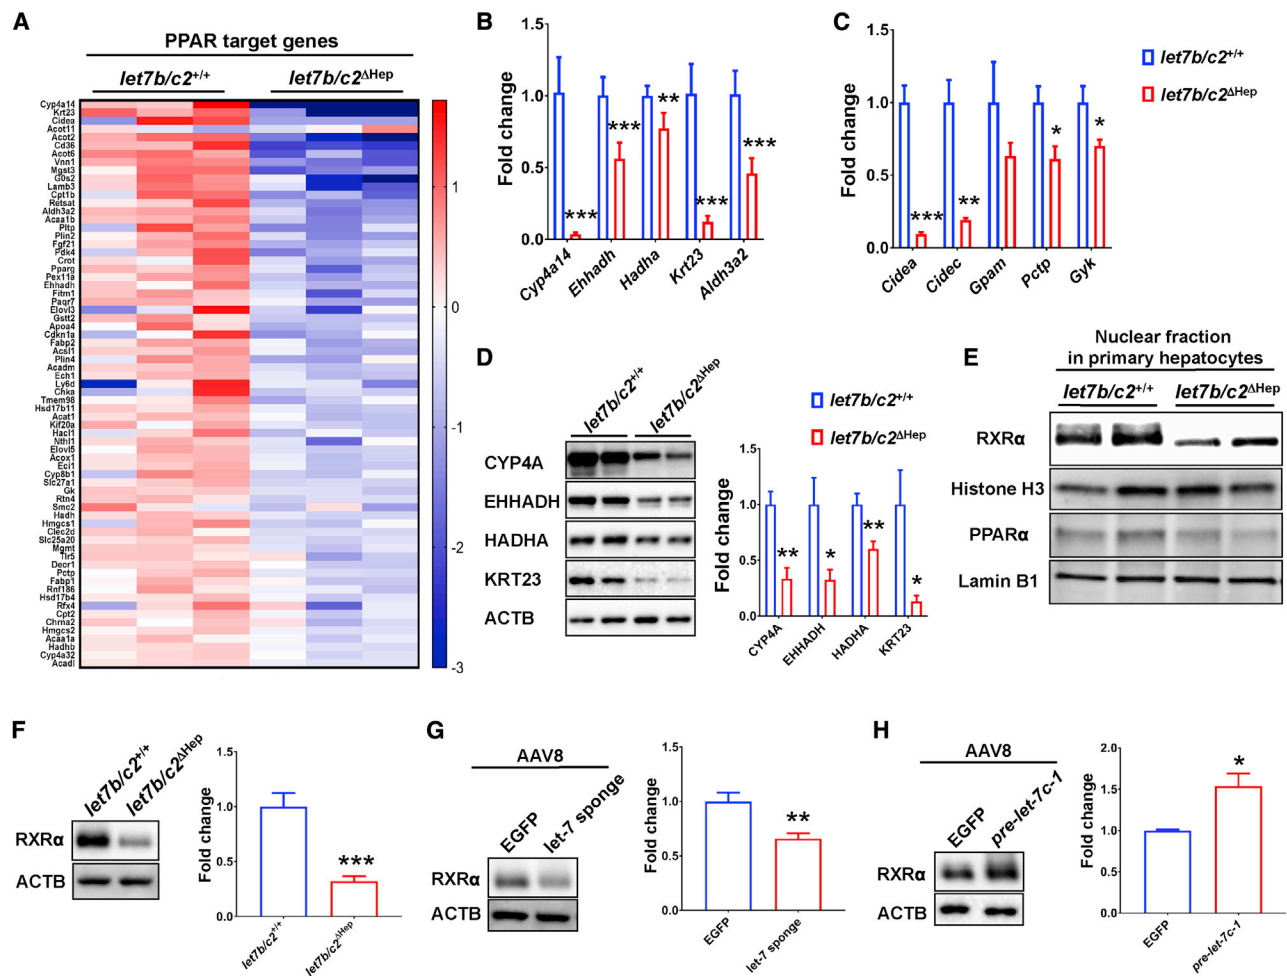 A
PPAR target genes
let7b/c2+/+
let7b/c2ΔHep
Cyp4a14
Krt23
Cidea
Acot11
Acot2
Cd36
Acot6
Vnn1
Mgst3
G0s2
Lamb3
Cpt1b
Retsat
Aldh3a2
Acaa1b
Pltp
Plin2
Fgf21
Pdk4
Crot
Pparg
Pex11a
Ehhadh
Fitm1
Paqr7
Elovl3
Gstt2
Apoa4
Cdkn1a
Fabp2
Acsl1
Plin4
Acadm
Ech1
Ly6d
Chka
Tmem98
Hsd17b11
Acat1
Kif20a
Hacl1
Nthl1
Elovl5
Acox1
Eci1
Cyp8b1
Slc27a1
Gk
Rtn4
Smc2
Hadh
Hmgcs1
Clec2d
Slc25a20
Mgmt
Tlr5
Decr1
Pctp
Fabp1
Rnf186
Hsd17b4
Rfx4
Cpt2
Chrna2
Hmgcs2
Acaa1a
Hadhb
Cyp4a32
Acadl
1
0
-1
-2
-3
B
Fold change
1.5
1.0
0.5
0.0
***
***
**
***
***
Cyp4a14
Ehhadh
Hadha
Krt23
Aldh3a2
C
Fold change
1.5
1.0
0.5
0.0
***
**
*
*
Cidea
Cidec
Gpam
Pctp
Gyk
let7b/c2+/+
let7b/c2ΔHep
D
let7b/c2+/+
let7b/c2ΔHep
CYP4A
EHHADH
HADHA
KRT23
ACTB
let7b/c2+/+
let7b/c2ΔHep
Fold change
1.5
1.0
0.5
0.0
**
*
**
*
CYP4A
EHHADH
HADHA
KRT23
E
Nuclear fraction
in primary hepatocytes
let7b/c2+/+
let7b/c2ΔHep
RXRα
Histone H3
PPARα
Lamin B1
F
let7b/c2+/+
let7b/c2ΔHep
RXRα
ACTB
Fold change
1.5
1.0
0.5
0.0
***
let7b/c2+/+
let7b/c2ΔHep
G
AAV8
EGFP
let-7 sponge
RXRα
ACTB
Fold change
1.5
1.0
0.5
0.0
**
EGFP
let-7 sponge
H
AAV8
EGFP
pre-let-7c-1
RXRα
ACTB
Fold change
2.0
1.5
1.0
0.5
0.0
*
EGFP
pre-let-7c-1